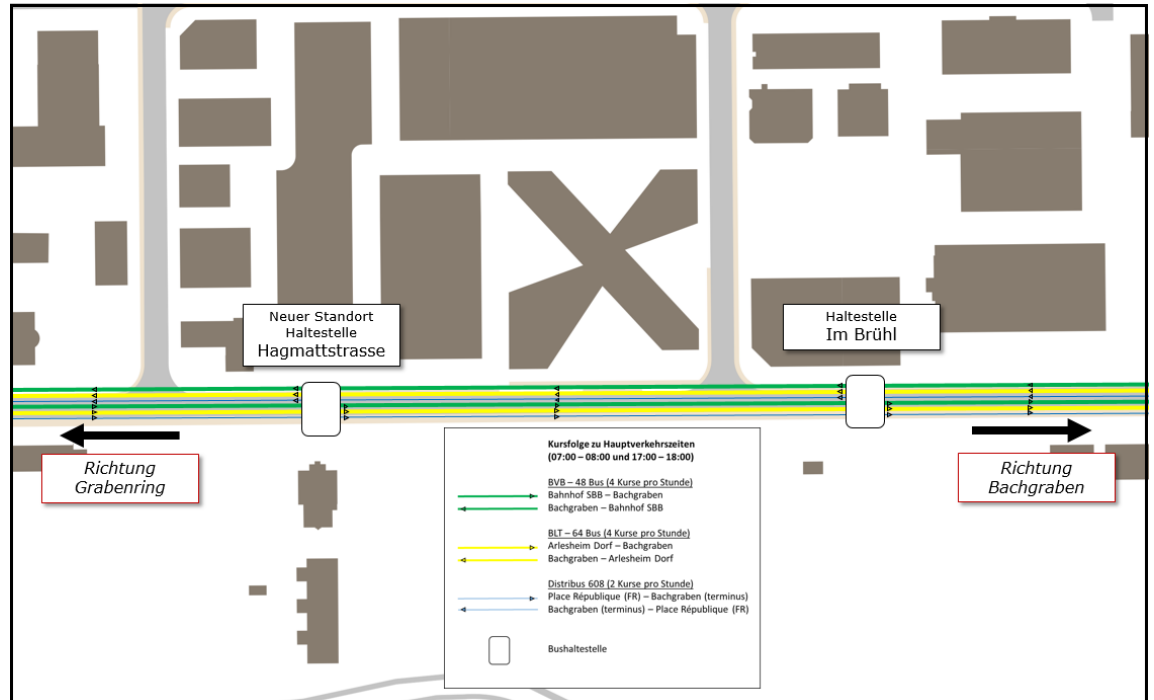 Neuer Standort
Haltestelle
Hagmattstrasse
Haltestelle
Im Brühl
Richtung
Grabenring
Richtung
Bachgraben
Kursfolge zu Hauptverkehrszeiten
(07:00 – 08:00 und 17:00 – 18:00)
BVB – 48 Bus (4 Kurse pro Stunde)
Bahnhof SBB – Bachgraben
Bachgraben – Bahnhof SBB
BLT – 64 Bus (4 Kurse pro Stunde)
Arlesheim Dorf – Bachgraben
Bachgraben – Arlesheim Dorf
Distribus 608 (2 Kurse pro Stunde)
Place République (FR) – Bachgraben (terminus)
Bachgraben (terminus) – Place République (FR)
Bushaltestelle